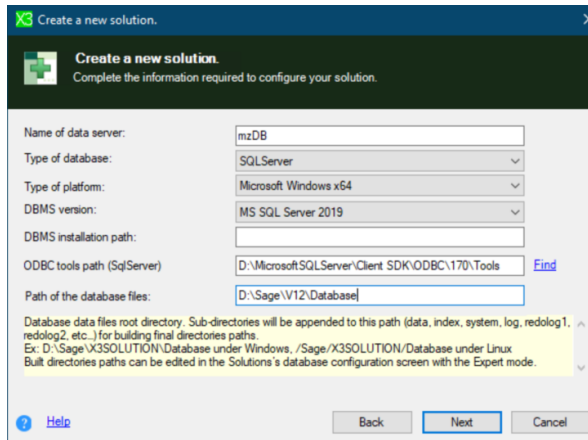 X3 Create a new solution.
Create a new solution.
Complete the information required to configure your solution.
Name of data server: mzDB
Type of database: SQLServer
Type of platform: Microsoft Windows x64
DBMS version: MS SQL Server 2019
DBMS installation path:
ODBC tools path (SqlServer) D:\MicrosoftSQLServer\Client SDK\ODBC\170\Tools Find
Path of the database files: D:\Sage\V12\Database
Database data files root directory. Sub-directories will be appended to this path (data, index, system, log, redolog1,
redolog2, etc..) for building final directories paths.
Ex: D:\Sage\X3SOLUTION\Database under Windows, /Sage/X3SOLUTION/Database under Linux
Built directories paths can be edited in the Solutions's database configuration screen with the Expert mode.
? Help Back Next Cancel